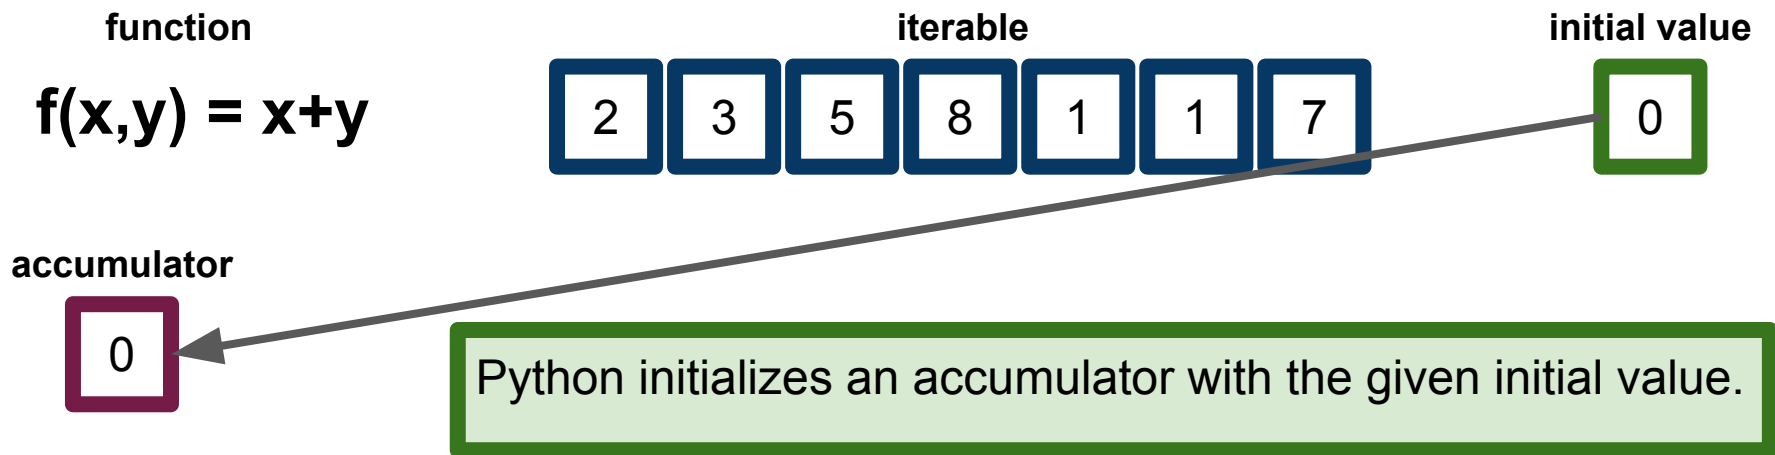 function
iterable
initial value
f(x,y) = x+y
2 3 5 8 1 1 7
0
accumulator
0
Python initializes an accumulator with the given initial value.